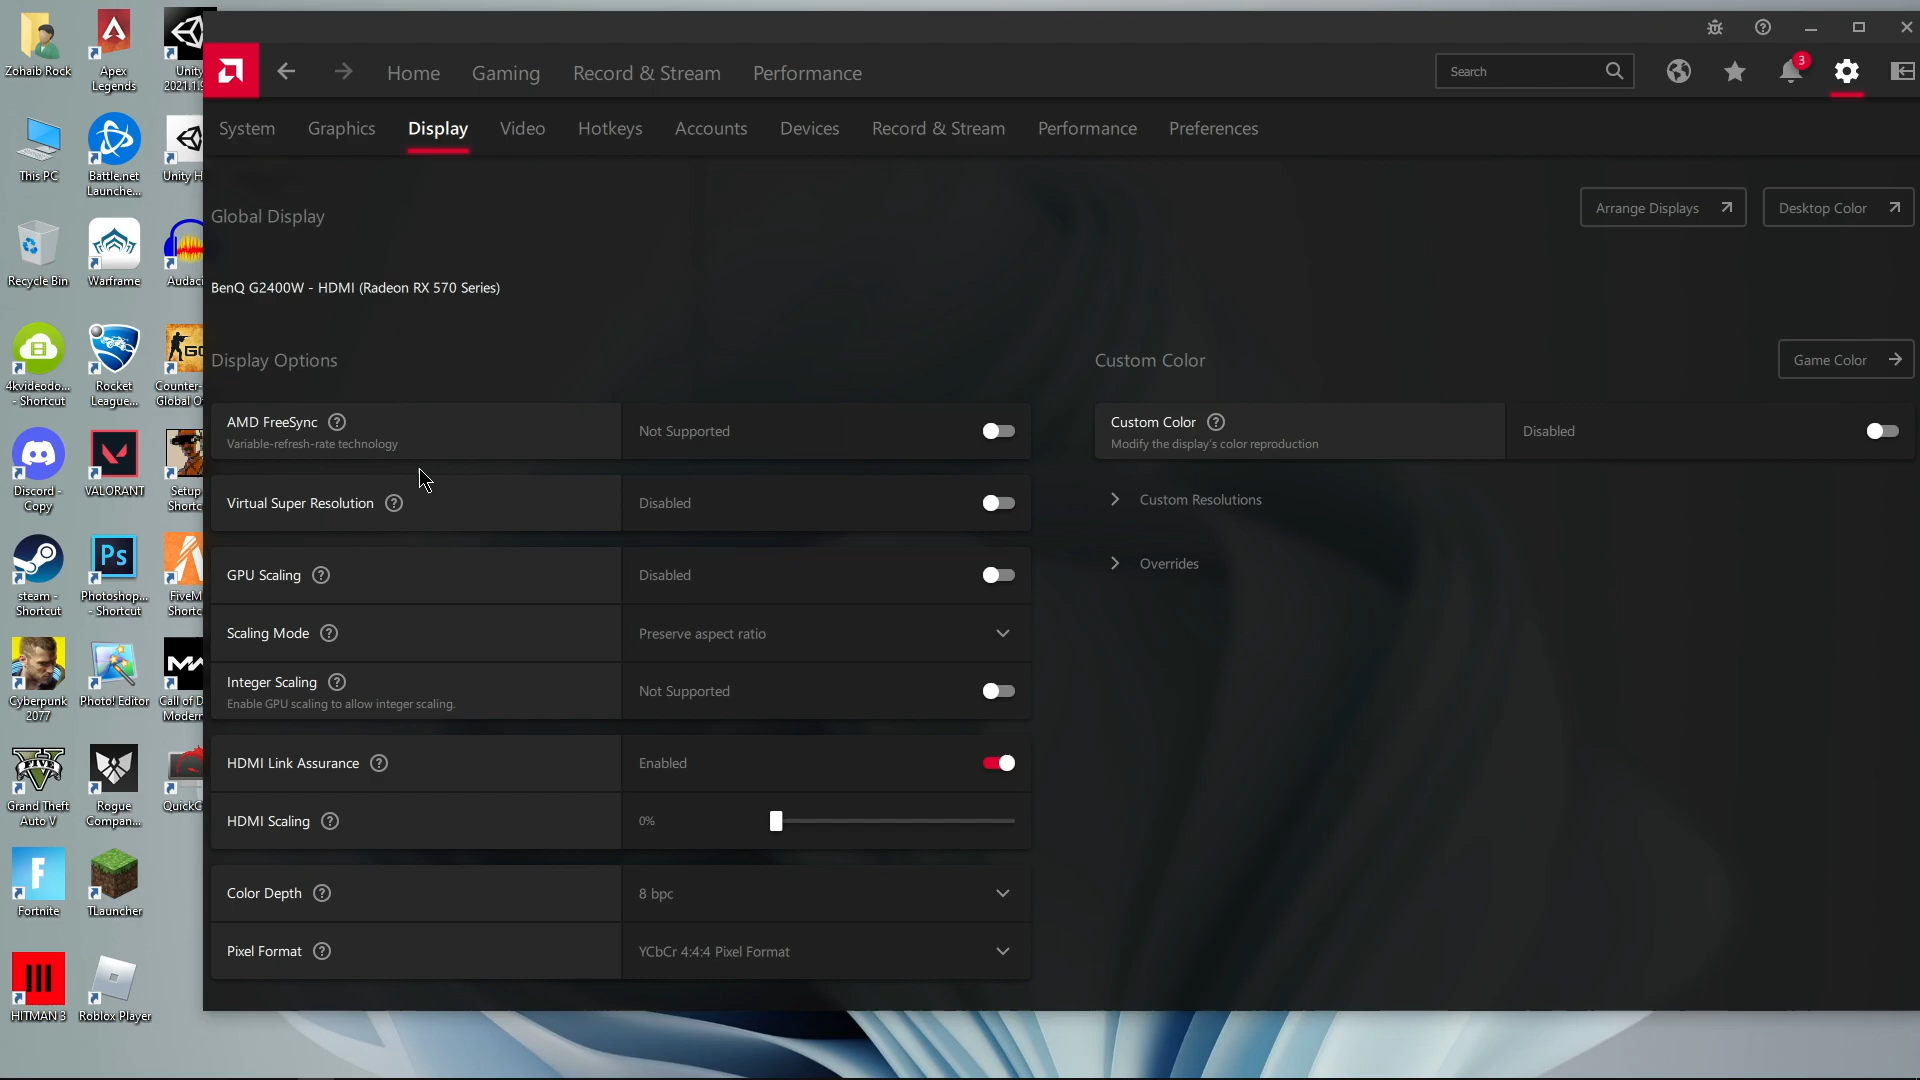 Zohaib Rock
Apex
Legends
Unity
2021.1.
This PC
Battle.net
Launche...
Unity H
Recycle Bin
Warframe
Audaci
4kvideodo...
- Shortcut
Rocket
League...
Counter-
Global O
Discord -
Copy
VALORANT
Setup
Shortc
steam -
Shortcut
Photoshop...
- Shortcut
FiveM
Shortc
Cyberpunk
2077
Photo! Editor
Call of D
Modern
Grand Theft
Auto V
Rogue
Compan...
QuickC
Fortnite
TLauncher
HITMAN 3
Roblox Player
Ps
Home
Gaming
Record & Stream
Performance
Search
3
System
Graphics
Display
Video
Hotkeys
Accounts
Devices
Record & Stream
Performance
Preferences
Global Display
Arrange Displays
Desktop Color
BenQ G2400W - HDMI (Radeon RX 570 Series)
Display Options
AMD FreeSync
Variable-refresh-rate technology
Not Supported
Virtual Super Resolution
Disabled
GPU Scaling
Disabled
Scaling Mode
Preserve aspect ratio
Integer Scaling
Enable GPU scaling to allow integer scaling.
Not Supported
HDMI Link Assurance
Enabled
HDMI Scaling
0%
Color Depth
8 bpc
Pixel Format
YCbCr 4:4:4 Pixel Format
Custom Color
Game Color
Custom Color
Modify the display's color reproduction
Disabled
Custom Resolutions
Overrides